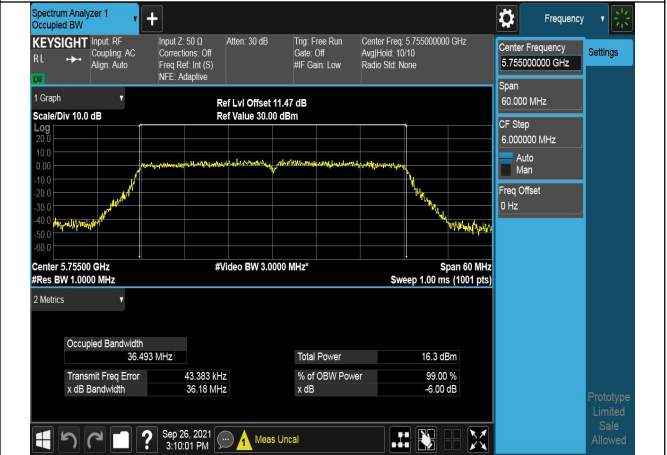 Spectrum Analyzer 1
Occupied BW
+
Frequency
KEYSIGHT
RL
Input: RF
Coupling: AC
Align: Auto
Input Z: 50 Ω
Corrections: Off
Freq Ref: Int (S)
NFE: Adaptive
Atten: 30 dB
Trig: Free Run
Gate: Off
#IF Gain: Low
Center Freq: 5.755000000 GHz
Avg|Hold: 10/10
Radio Std: None
Center Frequency
5.755000000 GHz
Settings
Span
60.000 MHz
CF Step
6.000000 MHz
Auto
Man
Freq Offset
0 Hz
1 Graph
Ref Lvl Offset 11.47 dB
Scale/Div 10.0 dB
Ref Value 30.00 dBm
Log
20.0
10.0
0.00
-10.0
-20.0
-30.0
-40.0
-50.0
-60.0
Center 5.75500 GHz
#Video BW 3.0000 MHz*
Span 60 MHz
#Res BW 1.0000 MHz
Sweep 1.00 ms (1001 pts)
2 Metrics
Occupied Bandwidth
36.493 MHz
Total Power 16.3 dBm
Transmit Freq Error 43.383 kHz
% of OBW Power 99.00 %
x dB Bandwidth 36.18 MHz
x dB -6.00 dB
Prototype
Limited
Sale
Allowed
?
Sep 26, 2021
3:10:01 PM
Meas Uncal